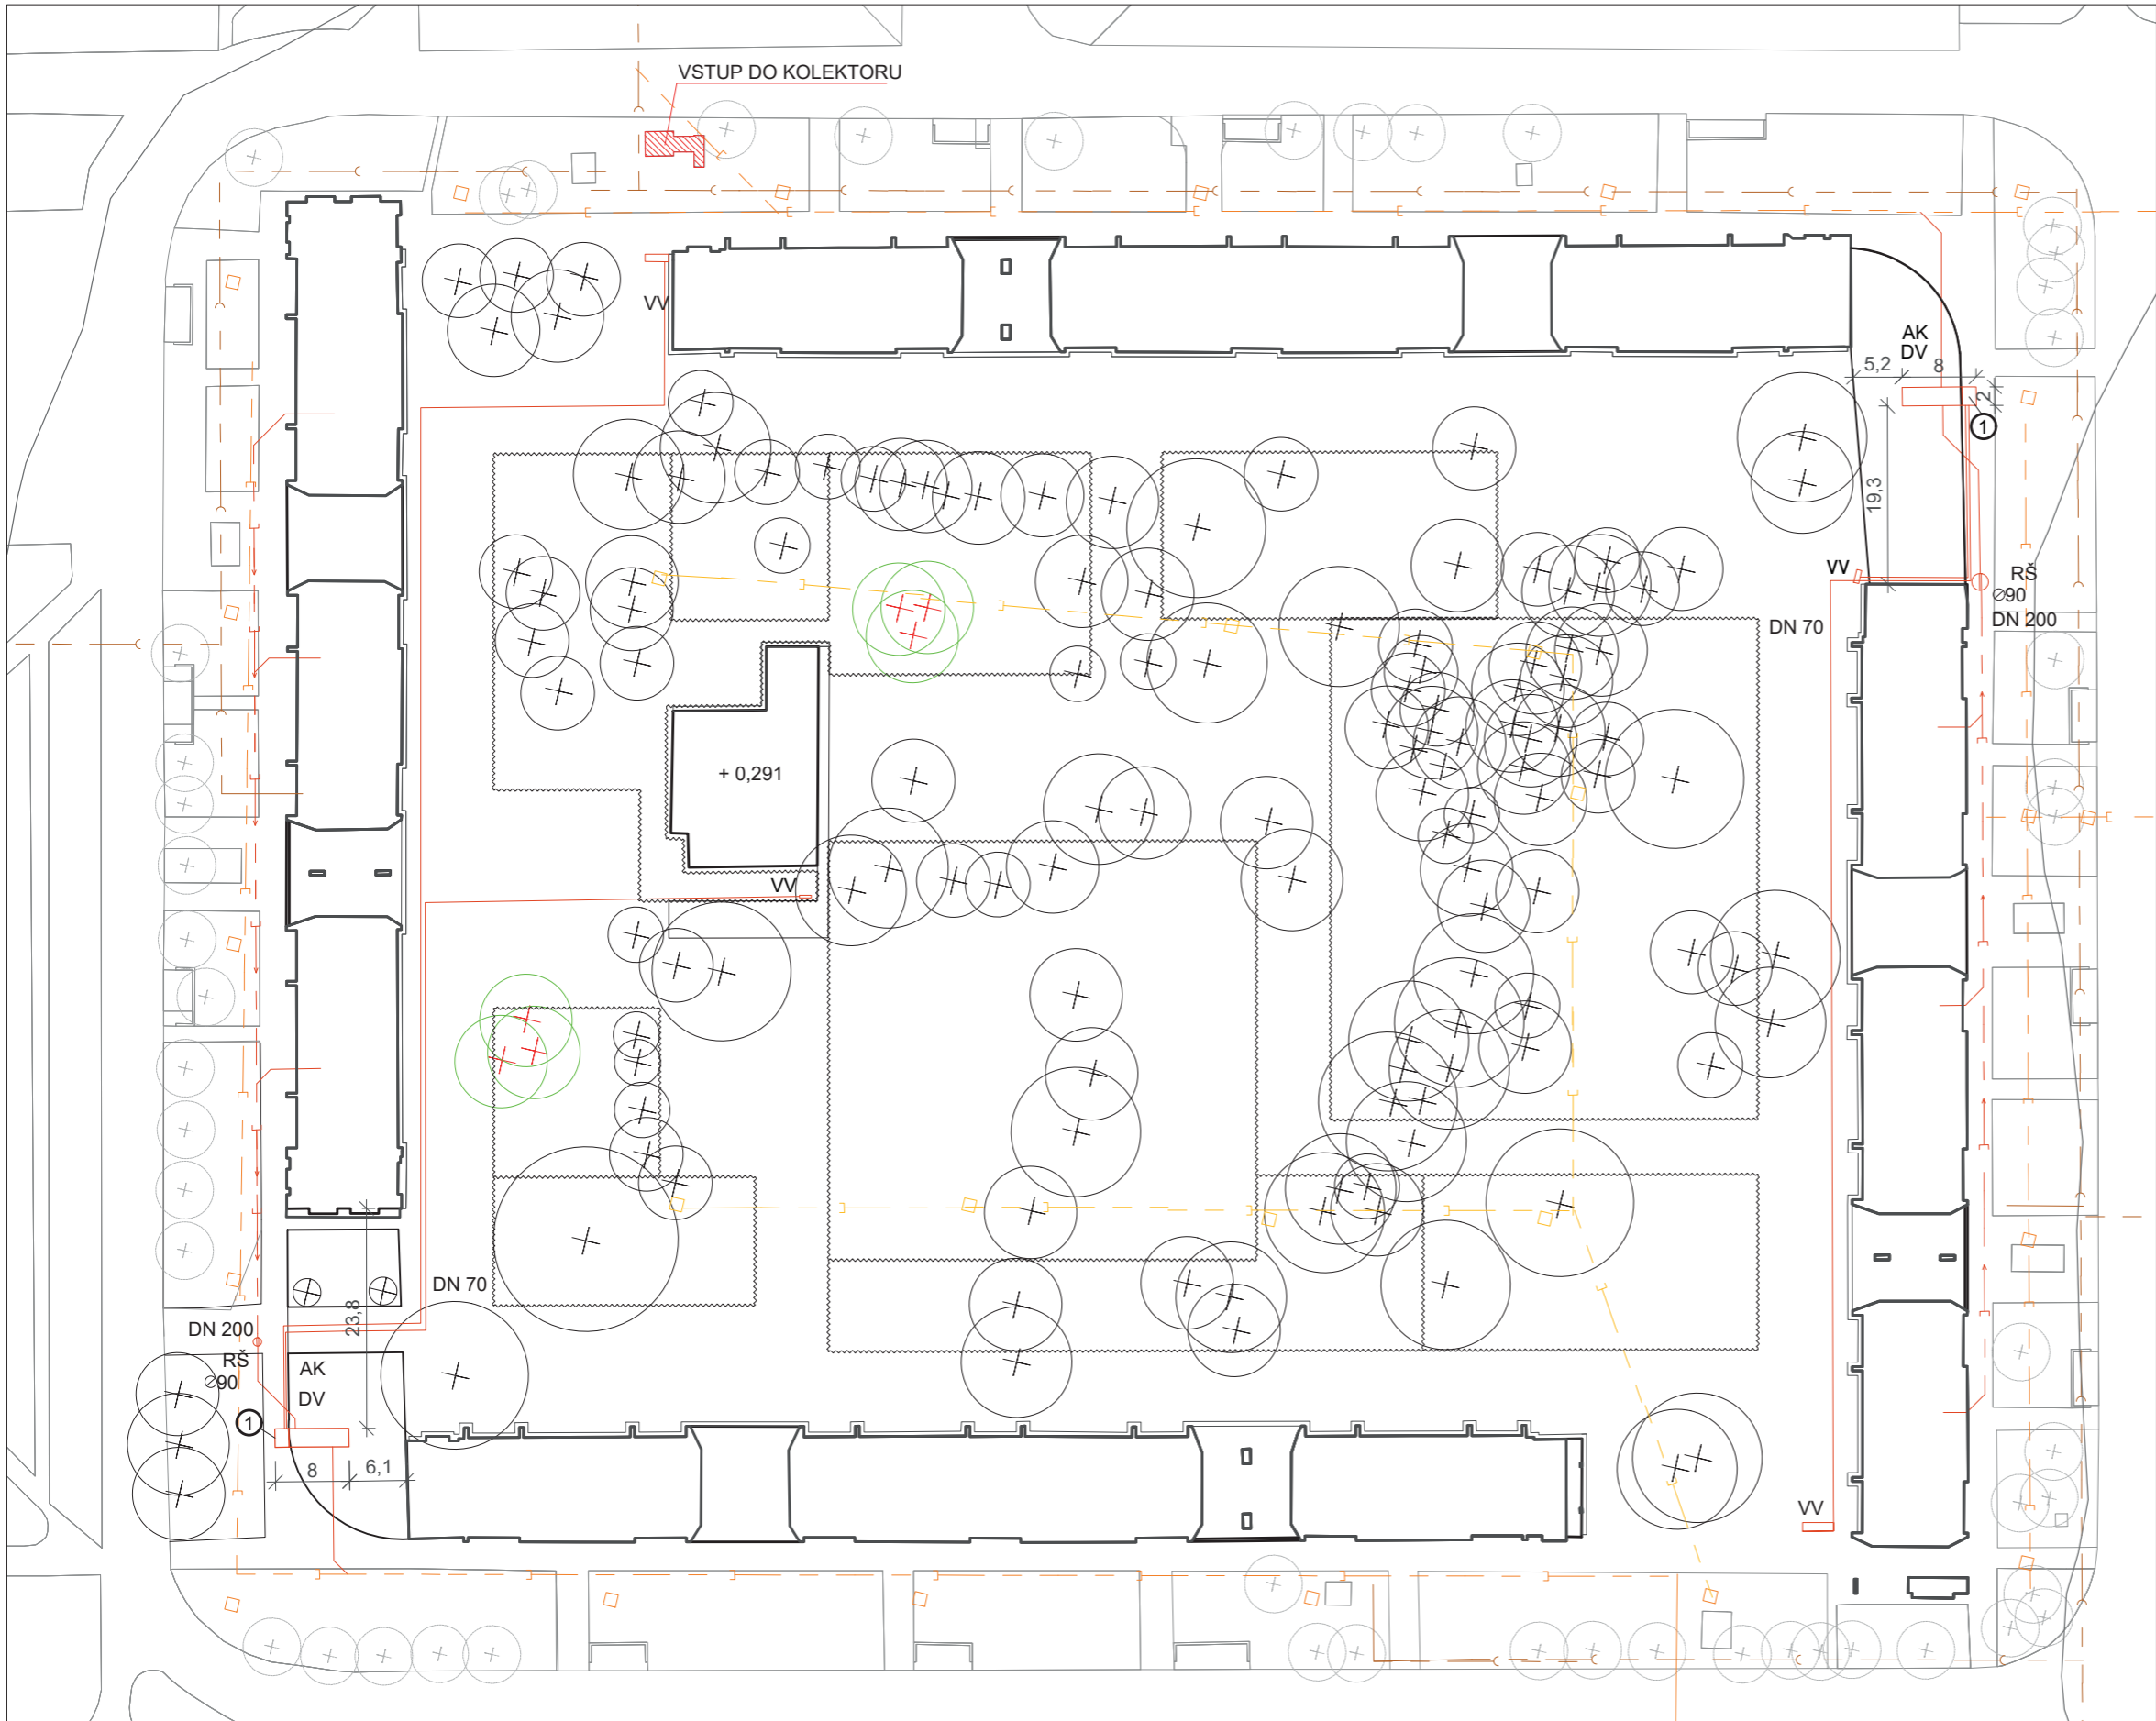 VSTUP DO KOLEKTORU
VV
AK
DV
5,2
8
2
1
19,3
VV
RŠ
⌀90
DN 200
DN 70
+ 0,291
VV
DN 70
23,8
DN 200
RŠ
⌀90
AK
DV
1
8
6,1
VV